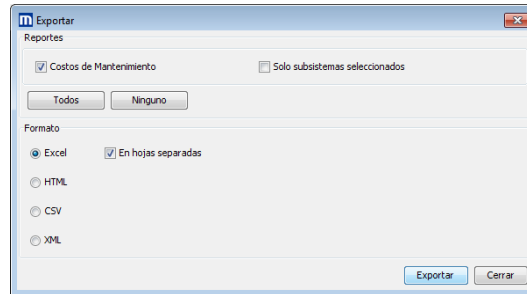 m Exportar
Reportes
Costos de Mantenimiento Solo subsistemas seleccionados
Todos Ninguno
Formato
Excel En hojas separadas
HTML
CSV
XML
Exportar Cerrar